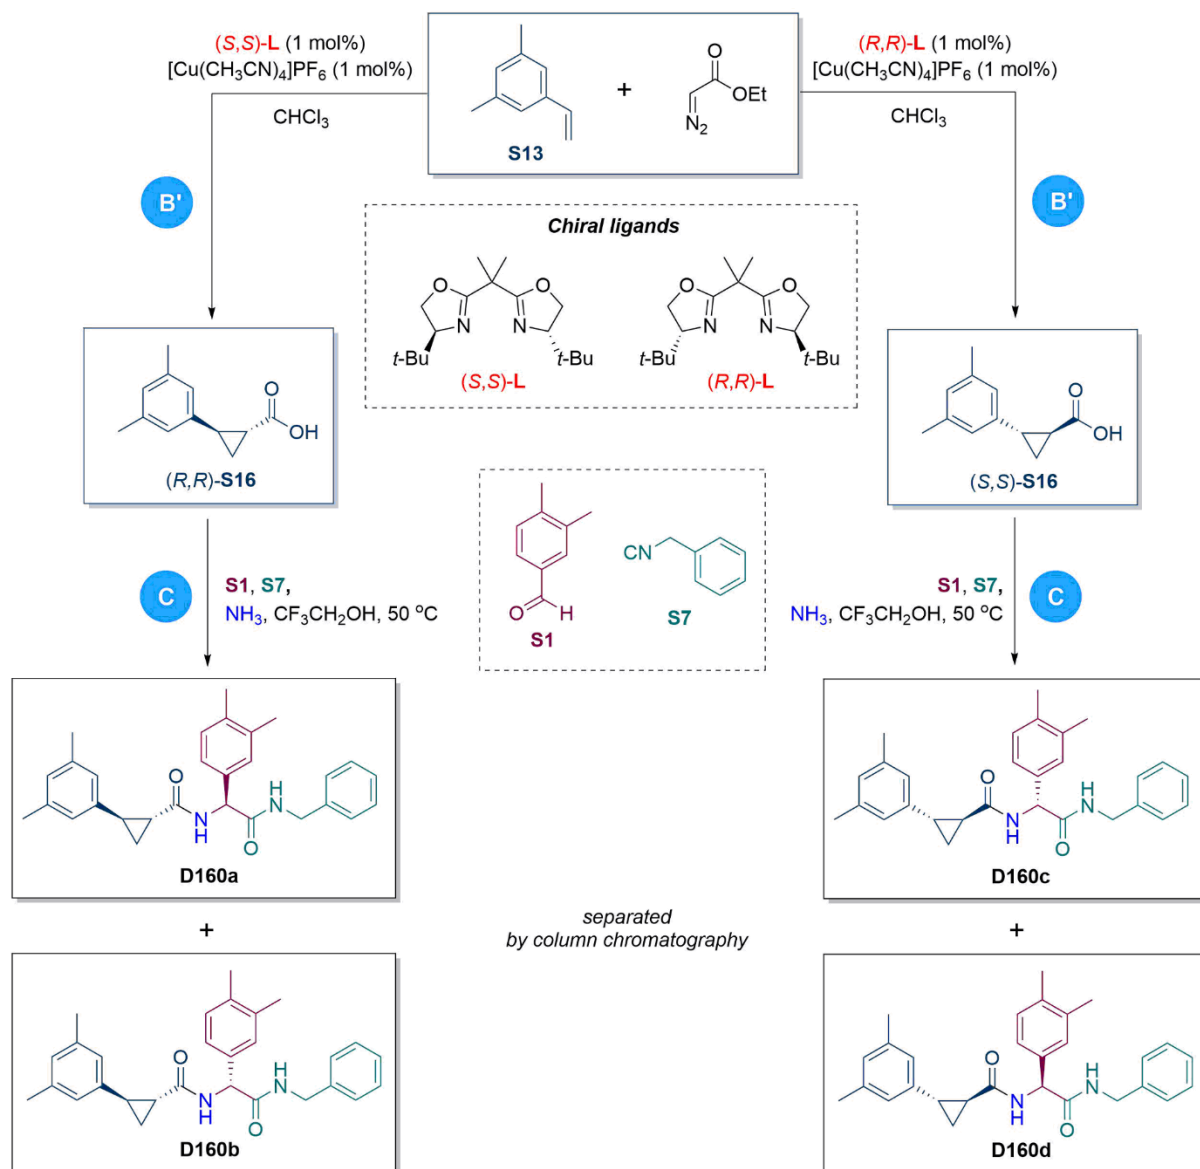 (S,S)-L (1 mol%)
[Cu(CH3CN)4]PF6 (1 mol%)
CHCl3
S13
+
O
OEt
N2
(R,R)-L (1 mol%)
[Cu(CH3CN)4]PF6 (1 mol%)
CHCl3
B'
B'
Chiral ligands
O
O
N
N
t-Bu
t-Bu
(S,S)-L
O
O
N
N
t-Bu
t-Bu
(R,R)-L
O
OH
(R,R)-S16
O
OH
(S,S)-S16
C
S1, S7,
NH3, CF3CH2OH, 50 °C
O
H
S1
CN
S7
S1, S7,
NH3, CF3CH2OH, 50 °C
C
O
N
H
H
N
O
D160a
O
N
H
H
N
O
D160c
+
separated
by column chromatography
+
O
N
H
H
N
O
D160b
O
N
H
H
N
O
D160d